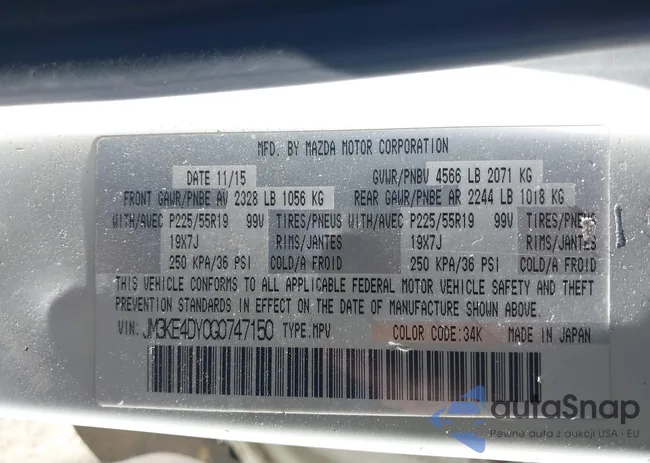 MFD. BY MAZDA MOTOR CORPORATION
DATE 11/15 GVWR/PNBV 4566 LB 2071 KG
FRONT GAWR/PNBE AV 2328 LB 1056 KG REAR GAWR/PNBE AR 2244 LB 1018 KG
WITH/AVEC P225/55R19 99V TIRES/PNEUS WITH/AVEC P225/55R19 99V TIRES/PNEUS
19X7J RIMS/JANTES 19X7J RIMS/JANTES
250 KPA/36 PSI COLD/A FROID 250 KPA/36 PSI COLD/A FROID
THIS VEHICLE CONFORMS TO ALL APPLICABLE FEDERAL MOTOR VEHICLE SAFETY AND THEFT
PREVENTION STANDARDS IN EFFECT ON THE DATE OF MANUFACTURE SHOWN ABOVE.
VIN: JM3KE4DY0G0747150 TYPE:MPV COLOR CODE:34K MADE IN JAPAN
autaSnap
Pewne auta z aukcji USA · EU